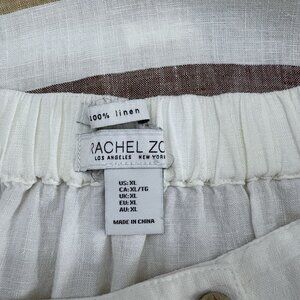 100% linen
RACHEL ZO
LOS ANGELES NEW YORK
US: XL
CA: XL/TG
UK: XL
EU: XL
AU: XL
MADE IN CHINA